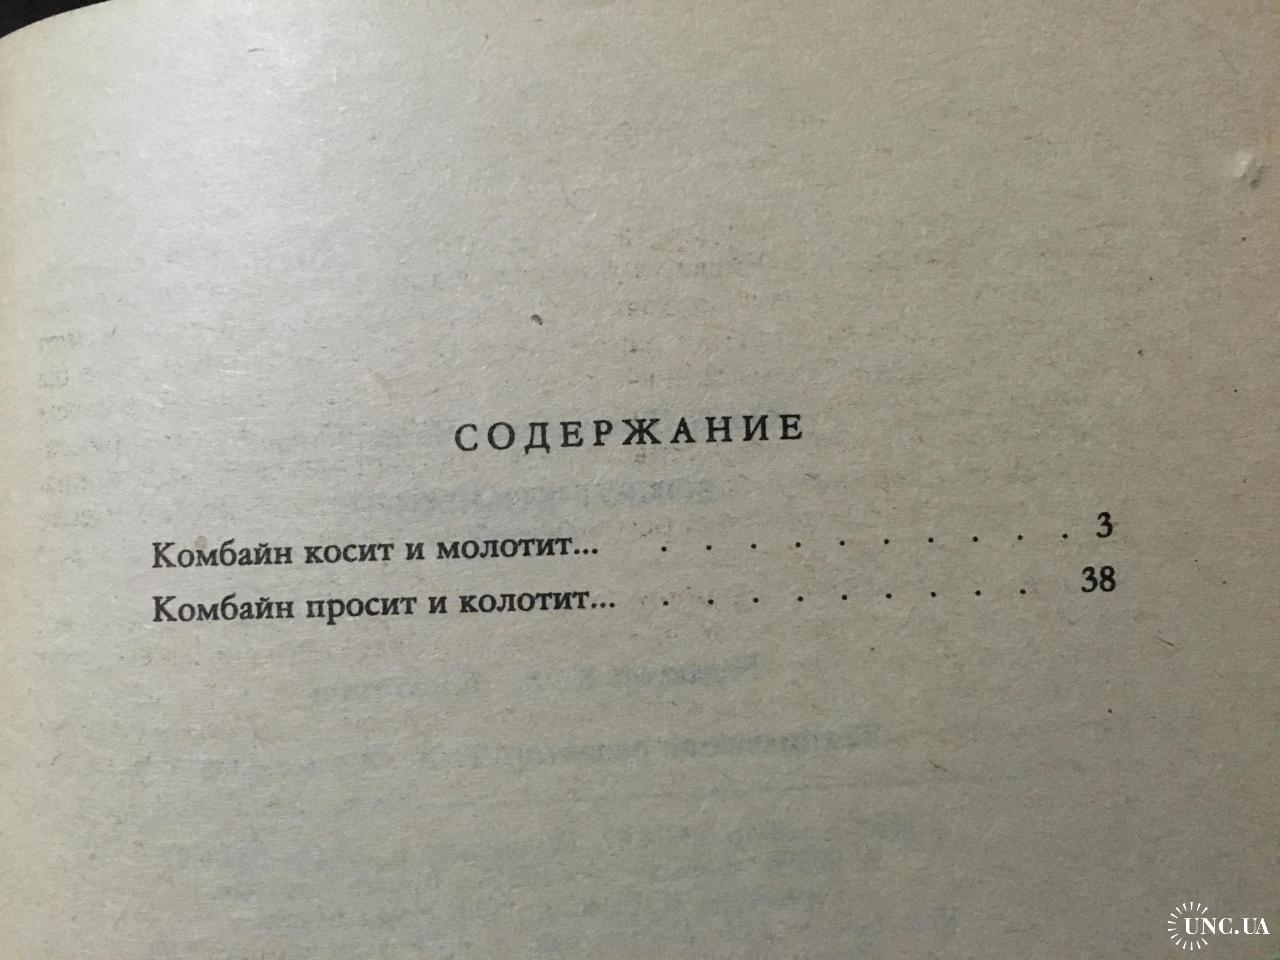 СОДЕРЖАНИЕ
Комбайн косит и молотит... . . . . . . . . . . 3
Комбайн просит и колотит... . . . . . . . . . 38
UNC.UA